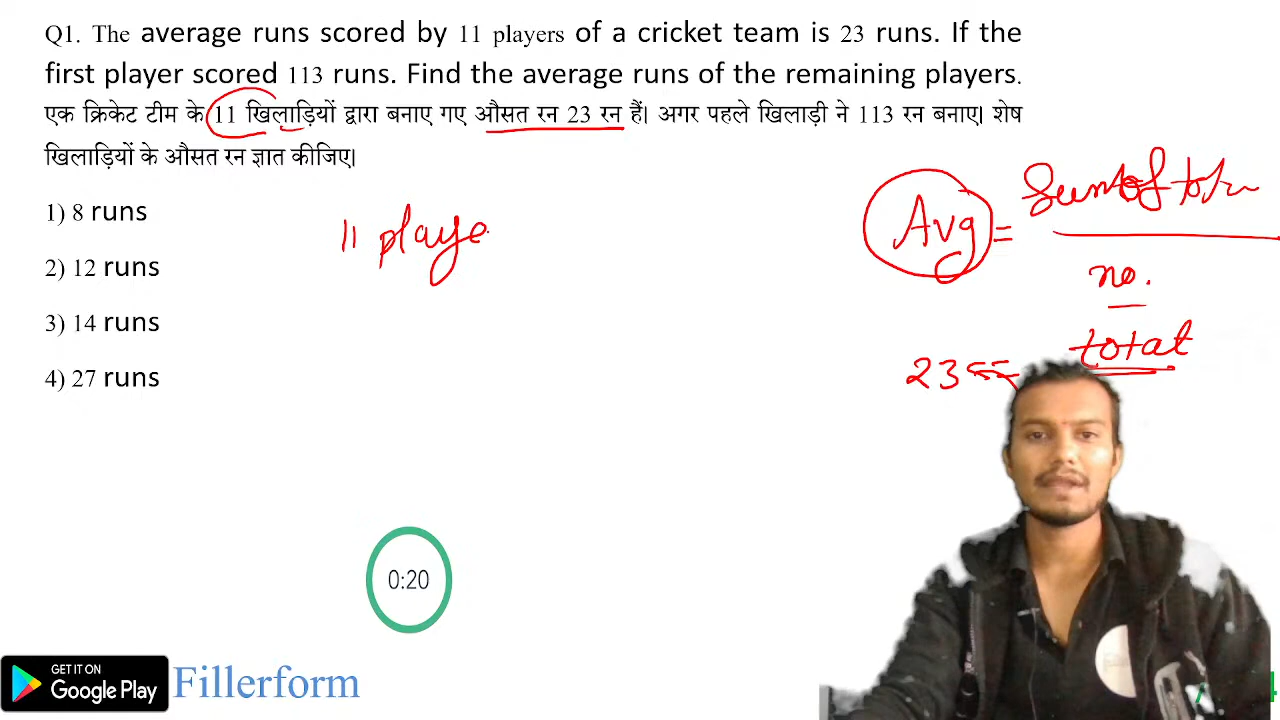 Q1. The average runs scored by 11 players of a cricket team is 23 runs. If the
first player scored 113 runs. Find the average runs of the remaining players.
एक क्रिकेट टीम के 11 खिलाड़ियों द्वारा बनाए गए औसत रन 23 रन हैं। अगर पहले खिलाड़ी ने 113 रन बनाए। शेष
खिलाड़ियों के औसत रन ज्ञात कीजिए।
1) 8 runs
2) 12 runs
3) 14 runs
4) 27 runs
11 playe
Avg =
Sum of
no.
total
23
0:20
GET IT ON
Google Play
Fillerform